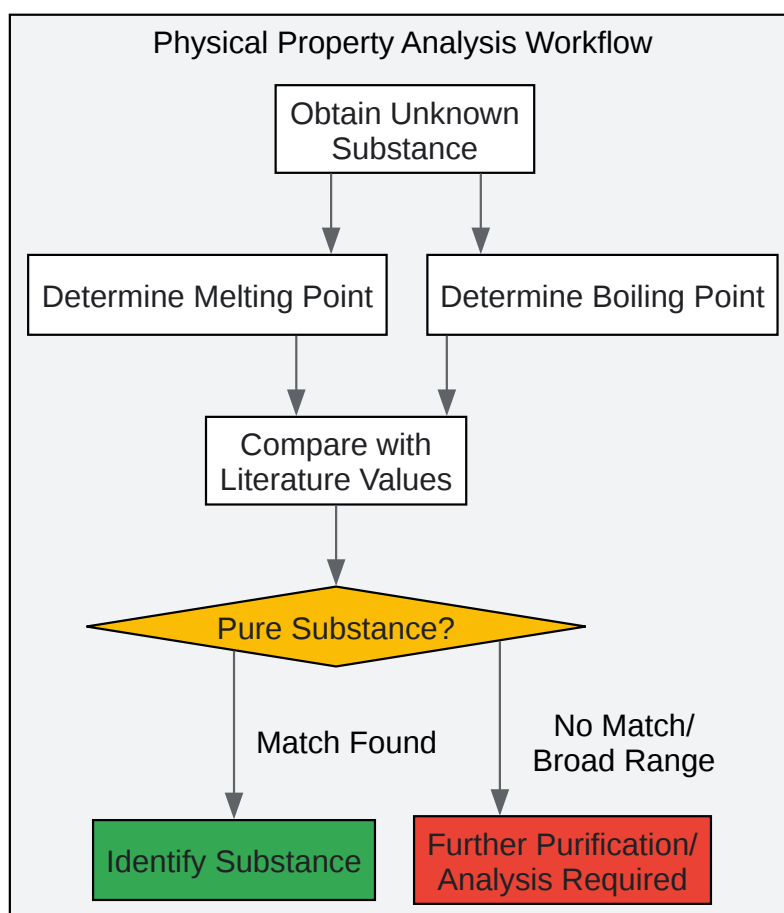 Physical Property Analysis Workflow
Obtain Unknown
Substance
Determine Melting Point
Determine Boiling Point
Compare with
Literature Values
Pure Substance?
Match Found
No Match/
Broad Range
Identify Substance
Further Purification/
Analysis Required